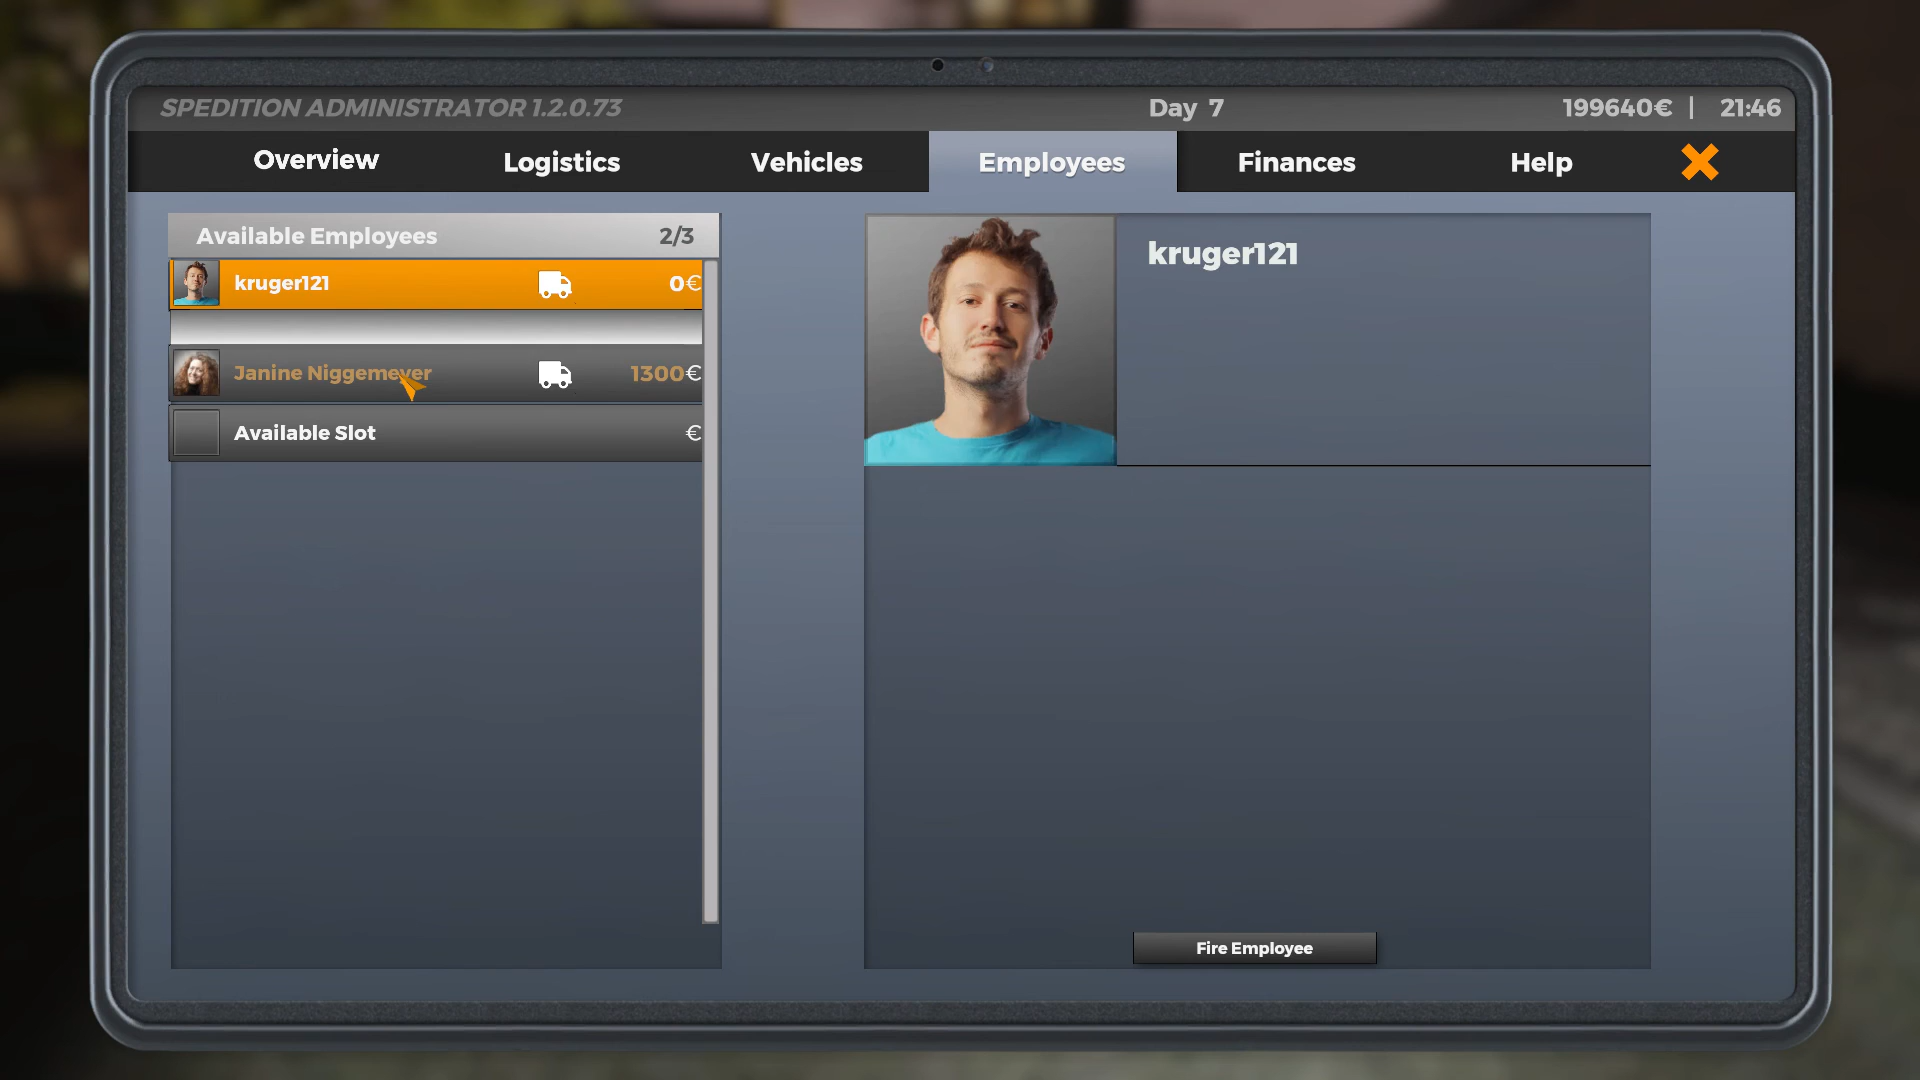 SPEDITION ADMINISTRATOR 1.2.0.73
Day 7
199640€ | 21:46
Overview
Logistics
Vehicles
Employees
Finances
Help
Available Employees 2/3
kruger121 0€
Janine Niggemeyer 1300€
Available Slot €
kruger121
Fire Employee